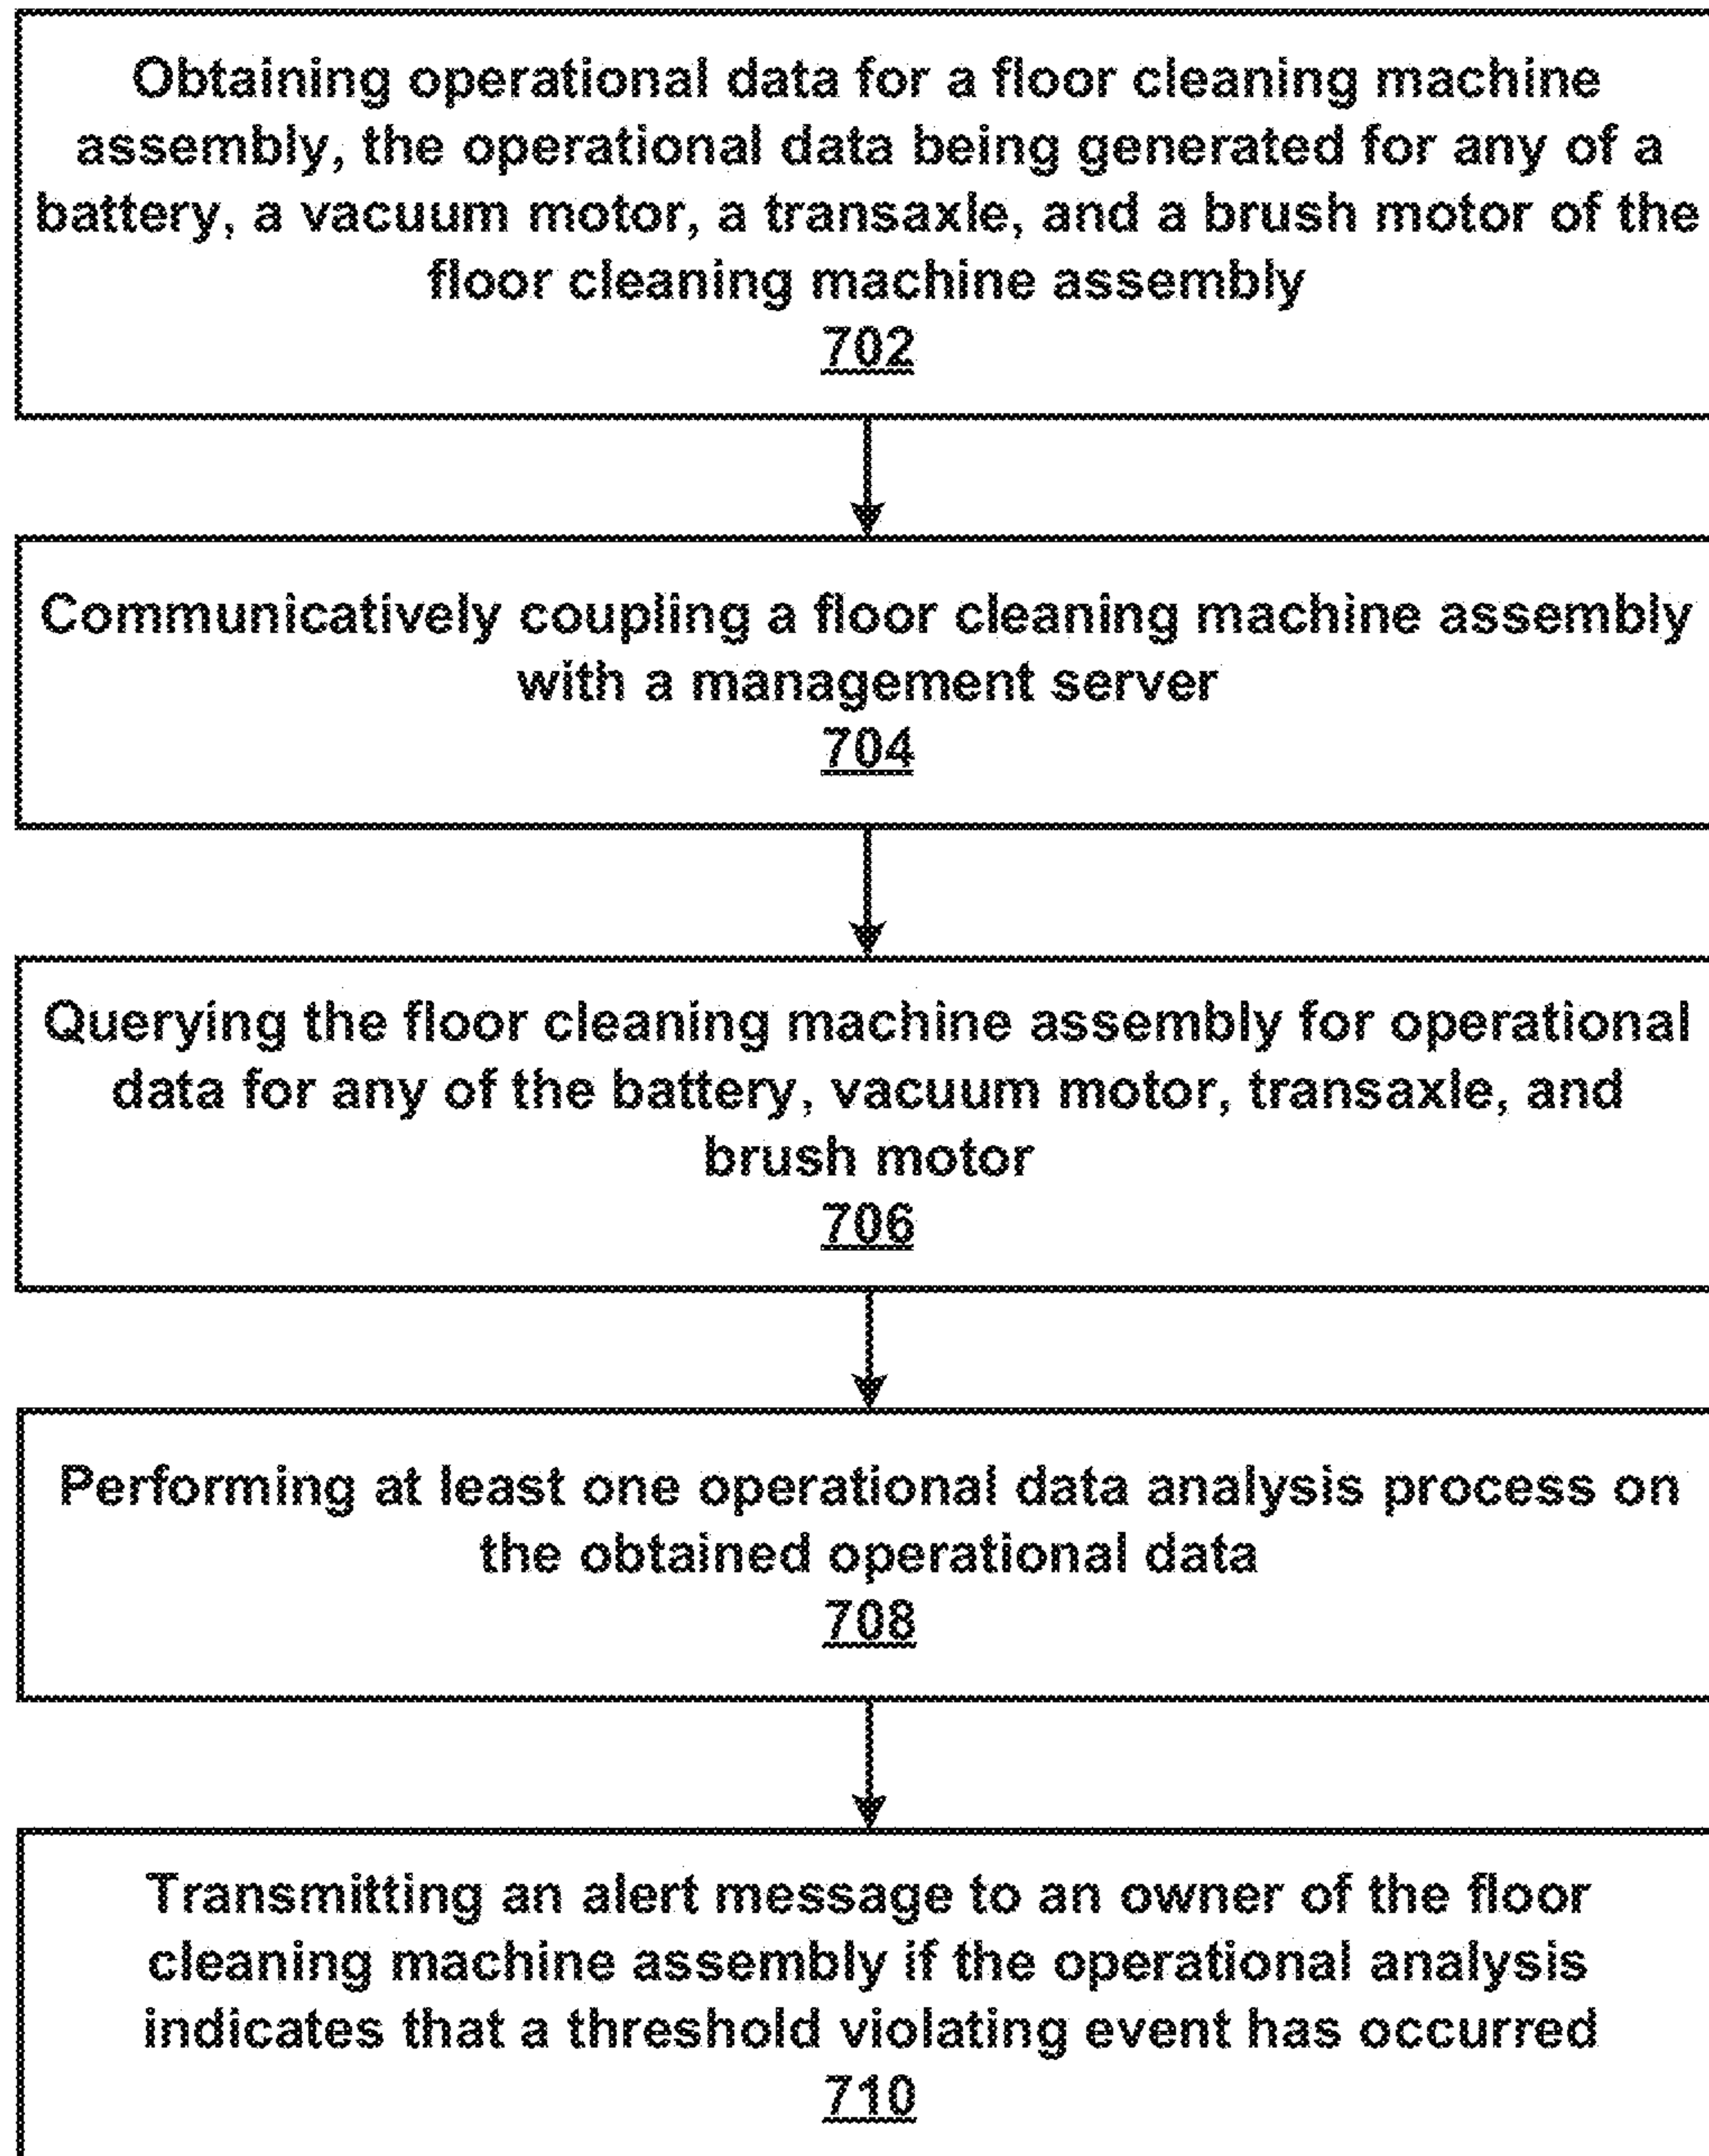 Obtaining operational data for a floor cleaning machine
assembly, the operational data being generated for any of a
battery, a vacuum motor, a transaxle, and a brush motor of the
floor cleaning machine assembly
702
Communicatively coupling a floor cleaning machine assembly
with a management server
704
Querying the floor cleaning machine assembly for operational
data for any of the battery, vacuum motor, transaxle, and
brush motor
706
Performing at least one operational data analysis process on
the obtained operational data
708
Transmitting an alert message to an owner of the floor
cleaning machine assembly if the operational analysis
indicates that a threshold violating event has occurred
710